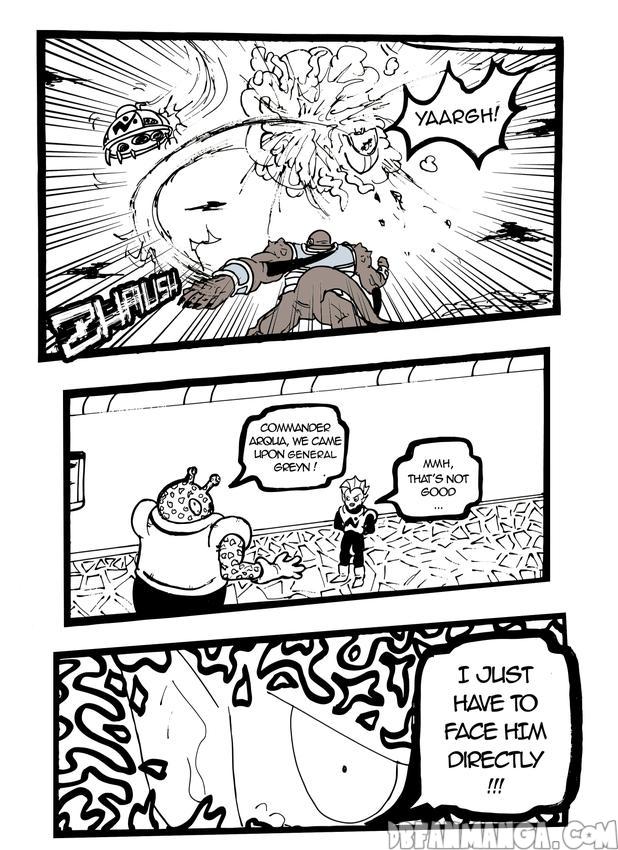 YAARGH!
ZHRUSH
COMMANDER
ARQUA, WE CAME
UPON GENERAL
GREYN !
MMH,
THAT'S NOT
GOOD
...
I JUST
HAVE TO
FACE HIM
DIRECTLY
!!!
DBFANMANGA.COM